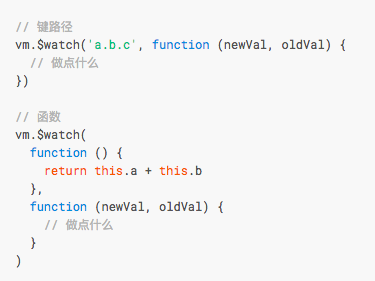 // 键路径
vm.$watch('a.b.c', function (newVal, oldVal) {
  // 做点什么
})

// 函数
vm.$watch(
  function () {
    return this.a + this.b
  },
  function (newVal, oldVal) {
    // 做点什么
  }
)